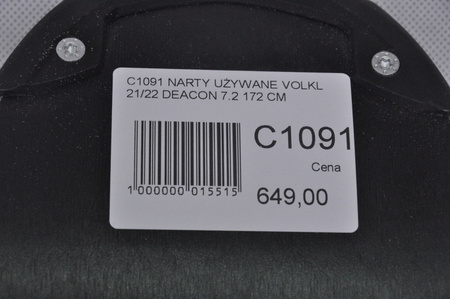 C1091 NARTY UŻYWANE VOLKL
21/22 DEACON 7.2 172 CM
C1091
Cena
1 000000 015515
649,00